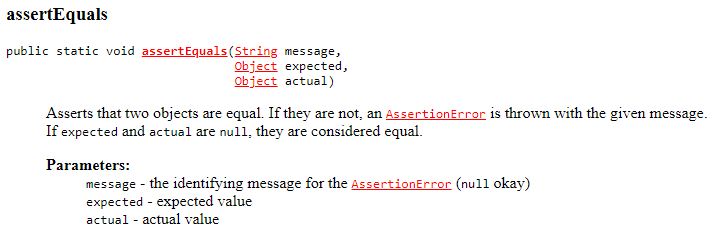 assertEquals
public static void assertEquals(String message,
Object expected,
Object actual)
Asserts that two objects are equal. If they are not, an AssertionError is thrown with the given message.
If expected and actual are null, they are considered equal.
Parameters:
message - the identifying message for the AssertionError (null okay)
expected - expected value
actual - actual value